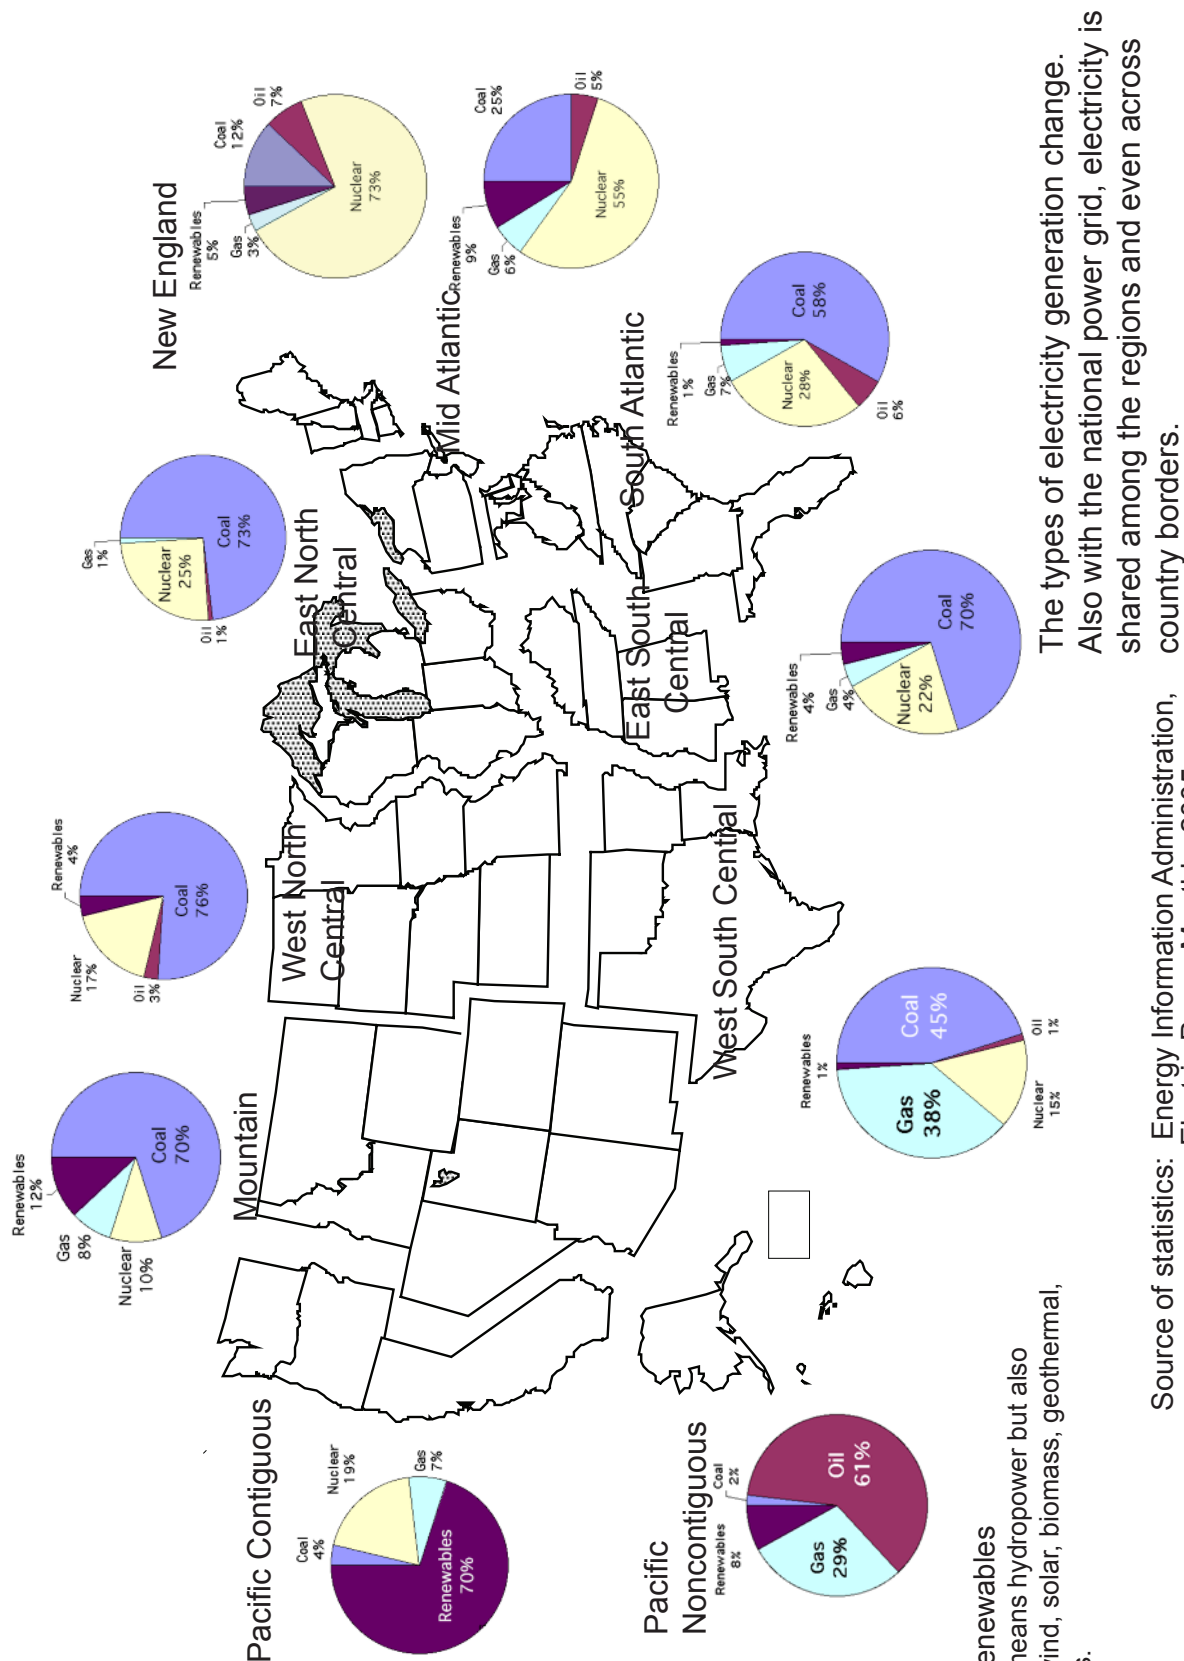 New England
Renewables
5%
Gas
3%
Coal
12%
Oil
7%
Nuclear
73%
Mid Atlantic
Renewables
9%
Gas
6%
Coal
25%
Oil
5%
Nuclear
55%
South Atlantic
Renewables
1%
Gas
7%
Nuclear
28%
Coal
58%
Oil
6%
East North
Central
Gas
1%
Nuclear
25%
Oil
1%
Coal
73%
East South
Central
Renewables
4%
Gas
4%
Nuclear
22%
Coal
70%
West North
Central
Renewables
4%
Nuclear
17%
Oil
3%
Coal
76%
West South Central
Renewables
1%
Gas
38%
Coal
45%
Oil
1%
Nuclear
15%
Mountain
Renewables
12%
Gas
8%
Nuclear
10%
Coal
70%
Pacific Contiguous
Coal
4%
Nuclear
19%
Gas
7%
Renewables
70%
Pacific
Noncontiguous
Renewables
8%
Coal
2%
Gas
29%
Oil
61%
enewables
means hydropower but also
vind, solar, biomass, geothermal,
s.
Source of statistics: Energy Information Administration,
The types of electricity generation change.
Also with the national power grid, electricity is
shared among the regions and even across
country borders.